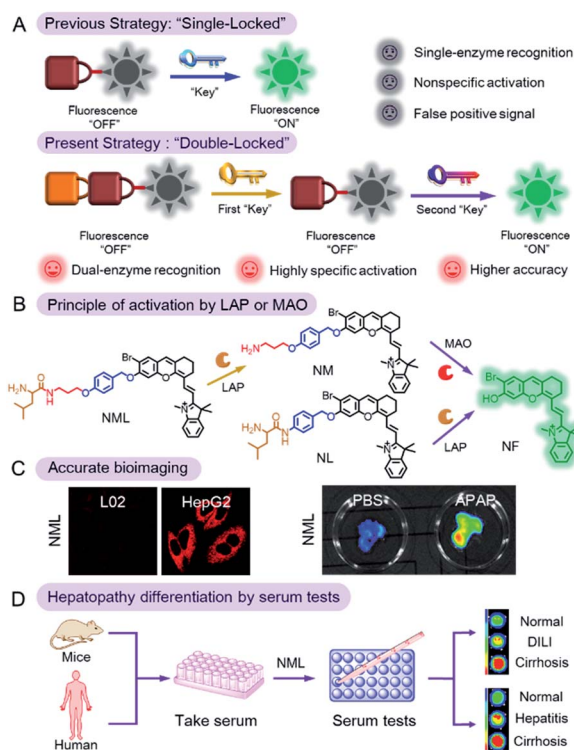 A Previous Strategy: “Single-Locked”
“Key”
Fluorescence
“OFF”
Fluorescence
“ON”
Single-enzyme recognition
Nonspecific activation
False positive signal
Present Strategy : “Double-Locked”
First “Key”
Second “Key”
Fluorescence
“OFF”
Fluorescence
“OFF”
Fluorescence
“ON”
Dual-enzyme recognition
Highly specific activation
Higher accuracy
B Principle of activation by LAP or MAO
H2N
O
N
H
O
O
Br
O
N
NML
LAP
H2N
O
O
Br
O
N
NM
MAO
NH2
O
N
H
O
Br
O
N
NL
LAP
Br
HO
O
N
NF
C Accurate bioimaging
NML
L02
HepG2
NML
PBS
APAP
D Hepatopathy differentiation by serum tests
Mice
Human
Take serum
NML
Serum tests
Normal
DILI
Cirrhosis
Normal
Hepatitis
Cirrhosis